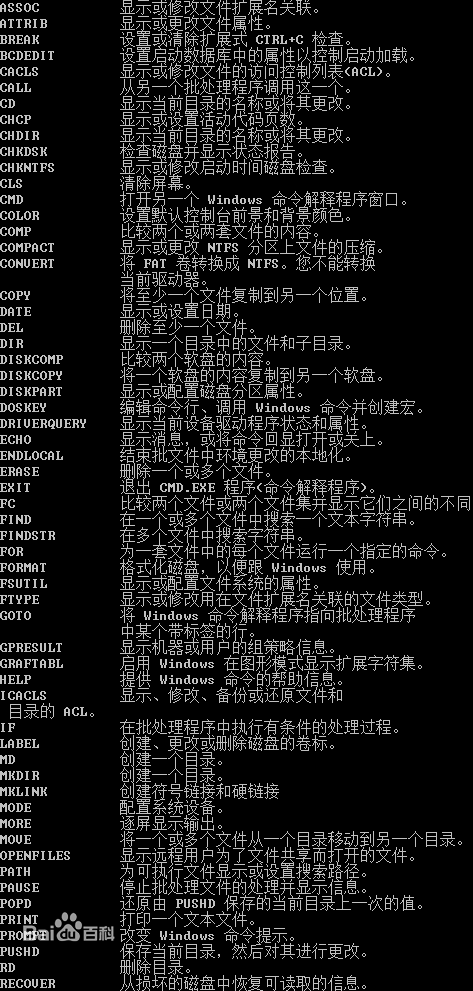 ASSOC 显示或修改文件扩展名关联。
ATTRIB 显示或更改文件属性。
BREAK 设置或清除扩展式 CTRL+C 检查。
BCDEDIT 设置启动数据库中的属性以控制启动加载。
CACLS 显示或修改文件的访问控制列表(ACL)。
CALL 从另一个批处理程序调用这一个。
CD 显示当前目录的名称或将其更改。
CHCP 显示或设置活动代码页数。
CHDIR 显示当前目录的名称或将其更改。
CHKDSK 检查磁盘并显示状态报告。
CHKNTFS 显示或修改启动时间磁盘检查。
CLS 清除屏幕。
CMD 打开另一个 Windows 命令解释程序窗口。
COLOR 设置默认控制台前景和背景颜色。
COMP 比较两个或两套文件的内容。
COMPACT 显示或更改 NTFS 分区上文件的压缩。
CONVERT 将 FAT 卷转换成 NTFS。您不能转换
当前驱动器。
COPY 将至少一个文件复制到另一个位置。
DATE 显示或设置日期。
DEL 删除至少一个文件。
DIR 显示一个目录中的文件和子目录。
DISKCOMP 比较两个软盘的内容。
DISKCOPY 将一个软盘的内容复制到另一个软盘。
DISKPART 显示或配置磁盘分区属性。
DOSKEY 编辑命令行、调用 Windows 命令并创建宏。
DRIVERQUERY 显示当前设备驱动程序状态和属性。
ECHO 显示消息，或将命令回显打开或关上。
ENDLOCAL 结束批文件中环境更改的本地化。
ERASE 删除一个或多个文件。
EXIT 退出 CMD.EXE 程序(命令解释程序)。
FC 比较两个文件或两个文件集并显示它们之间的不同
FIND 在一个或多个文件中搜索一个文本字符串。
FINDSTR 在多个文件中搜索字符串。
FOR 为一套文件中的每个文件运行一个指定的命令。
FORMAT 格式化磁盘，以便跟 Windows 使用。
FSUTIL 显示或配置文件系统的属性。
FTYPE 显示或修改用在文件扩展名关联的文件类型。
GOTO 将 Windows 命令解释程序指向批处理程序
中某个带标签的行。
GPRESULT 显示机器或用户的组策略信息。
GRAFTABL 启用 Windows 在图形模式显示扩展字符集。
HELP 提供 Windows 命令的帮助信息。
ICACLS 显示、修改、备份或还原文件和
目录的 ACL。
IF 在批处理程序中执行有条件的处理过程。
LABEL 创建、更改或删除磁盘的卷标。
MD 创建一个目录。
MKDIR 创建一个目录。
MKLINK 创建符号链接和硬链接
MODE 配置系统设备。
MORE 逐屏显示输出。
MOVE 将一个或多个文件从一个目录移动到另一个目录。
OPENFILES 显示远程用户为了文件共享而打开的文件。
PATH 为可执行文件显示或设置搜索路径。
PAUSE 停止批处理文件的处理并显示信息。
POPD 还原由 PUSHD 保存的当前目录上一次的值。
PRINT 打印一个文本文件。
PROMPT 改变 Windows 命令提示。
Bai百科
PUSHD 保存当前目录，然后对其进行更改。
RD 删除目录。
RECOVER 从损坏的磁盘中恢复可读取的信息。